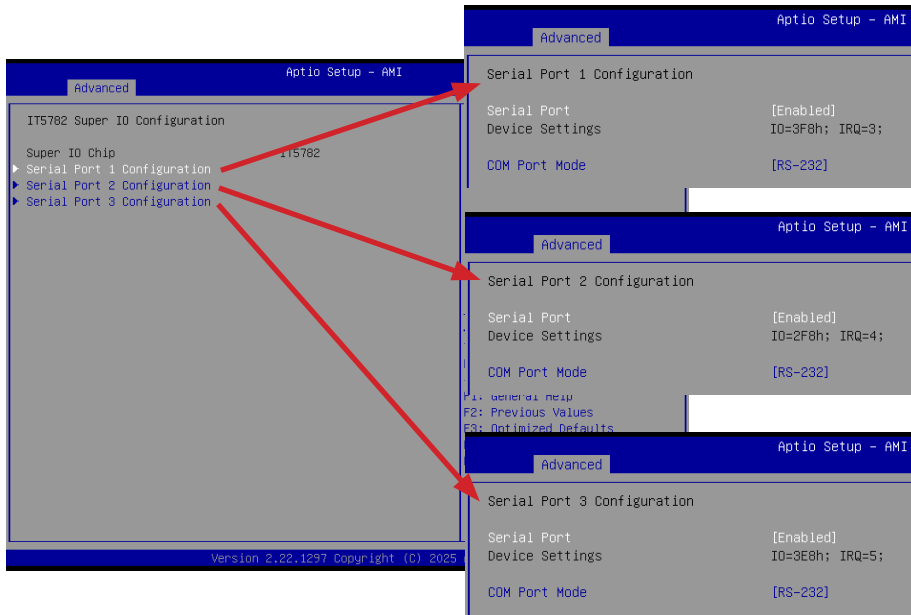 Aptio Setup – AMI
Advanced
IT5782 Super IO Configuration
Super IO Chip IT5782
Serial Port 1 Configuration
Serial Port 2 Configuration
Serial Port 3 Configuration
F1: General Help
F2: Previous Values
F3: Optimized Defaults
Version 2.22.1297 Copyright (C) 2025
Aptio Setup – AMI
Advanced
Serial Port 1 Configuration
Serial Port [Enabled]
Device Settings IO=3F8h; IRQ=3;
COM Port Mode [RS-232]
Aptio Setup – AMI
Advanced
Serial Port 2 Configuration
Serial Port [Enabled]
Device Settings IO=2F8h; IRQ=4;
COM Port Mode [RS-232]
Aptio Setup – AMI
Advanced
Serial Port 3 Configuration
Serial Port [Enabled]
Device Settings IO=3E8h; IRQ=5;
COM Port Mode [RS-232]